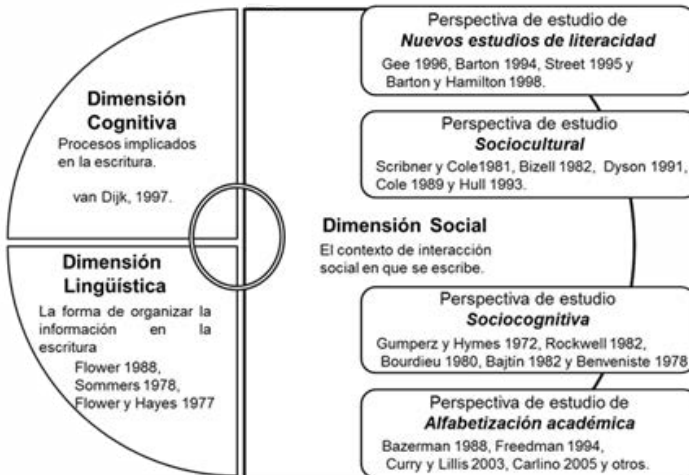 Dimensión
Cognitiva
Procesos implicados
en la escritura.
van Dijk, 1997.
Dimensión
Lingüística
La forma de organizar la
información en la
escritura
Flower 1988,
Sommers 1978,
Flower y Hayes 1977
Dimensión Social
El contexto de interacción
social en que se escribe.
Perspectiva de estudio de
Nuevos estudios de literacidad
Gee 1996, Barton 1994, Street 1995 y
Barton y Hamilton 1998.
Perspectiva de estudio
Sociocultural
Scribner y Cole1981, Bizell 1982, Dyson 1991,
Cole 1989 y Hull 1993.
Perspectiva de estudio
Sociocognitiva
Gumperz y Hymes 1972, Rockwell 1982,
Bourdieu 1980, Bajtín 1982 y Benveniste 1978
Perspectiva de estudio de
Alfabetización académica
Bazerman 1988, Freedman 1994,
Curry y Lillis 2003, Carlino 2005 y otros.